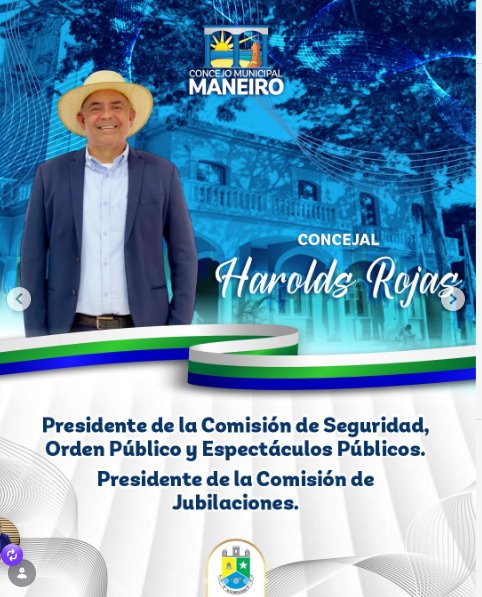 CONCEJO MUNICIPAL
MANEIRO
CONCEJAL
Harolds Rojas
Presidente de la Comisión de Seguridad,
Orden Público y Espectáculos Públicos.
Presidente de la Comisión de
Jubilaciones.